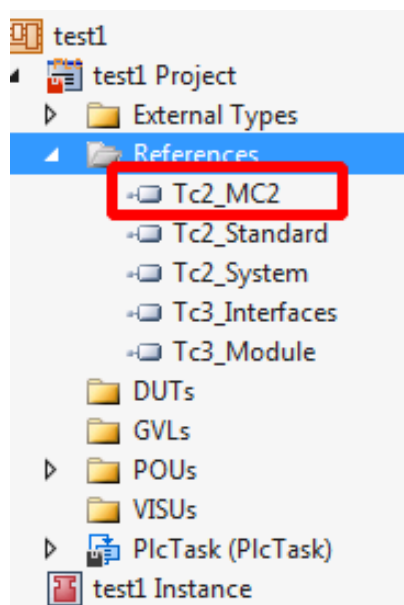 test1
test1 Project
External Types
References
Tc2_MC2
Tc2_Standard
Tc2_System
Tc3_Interfaces
Tc3_Module
DUTs
GVLs
POUs
VISUs
PlcTask (PlcTask)
test1 Instance